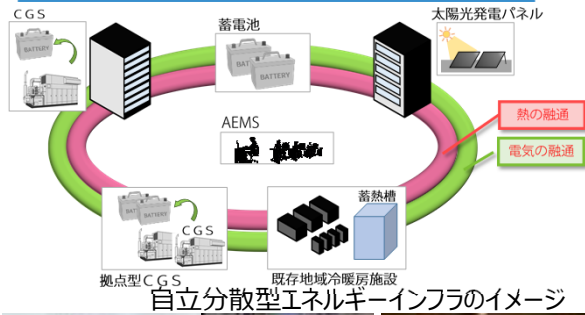 CGS
蓄電池
太陽光発電パネル
BATTERY
BATTERY
BATTERY
熱の融通
AEMS
電気の融通
蓄熱槽
BATTERY
BATTERY
CGS
拠点型CGS
既存地域冷暖房施設
自立分散型エネルギーインフラのイメージ